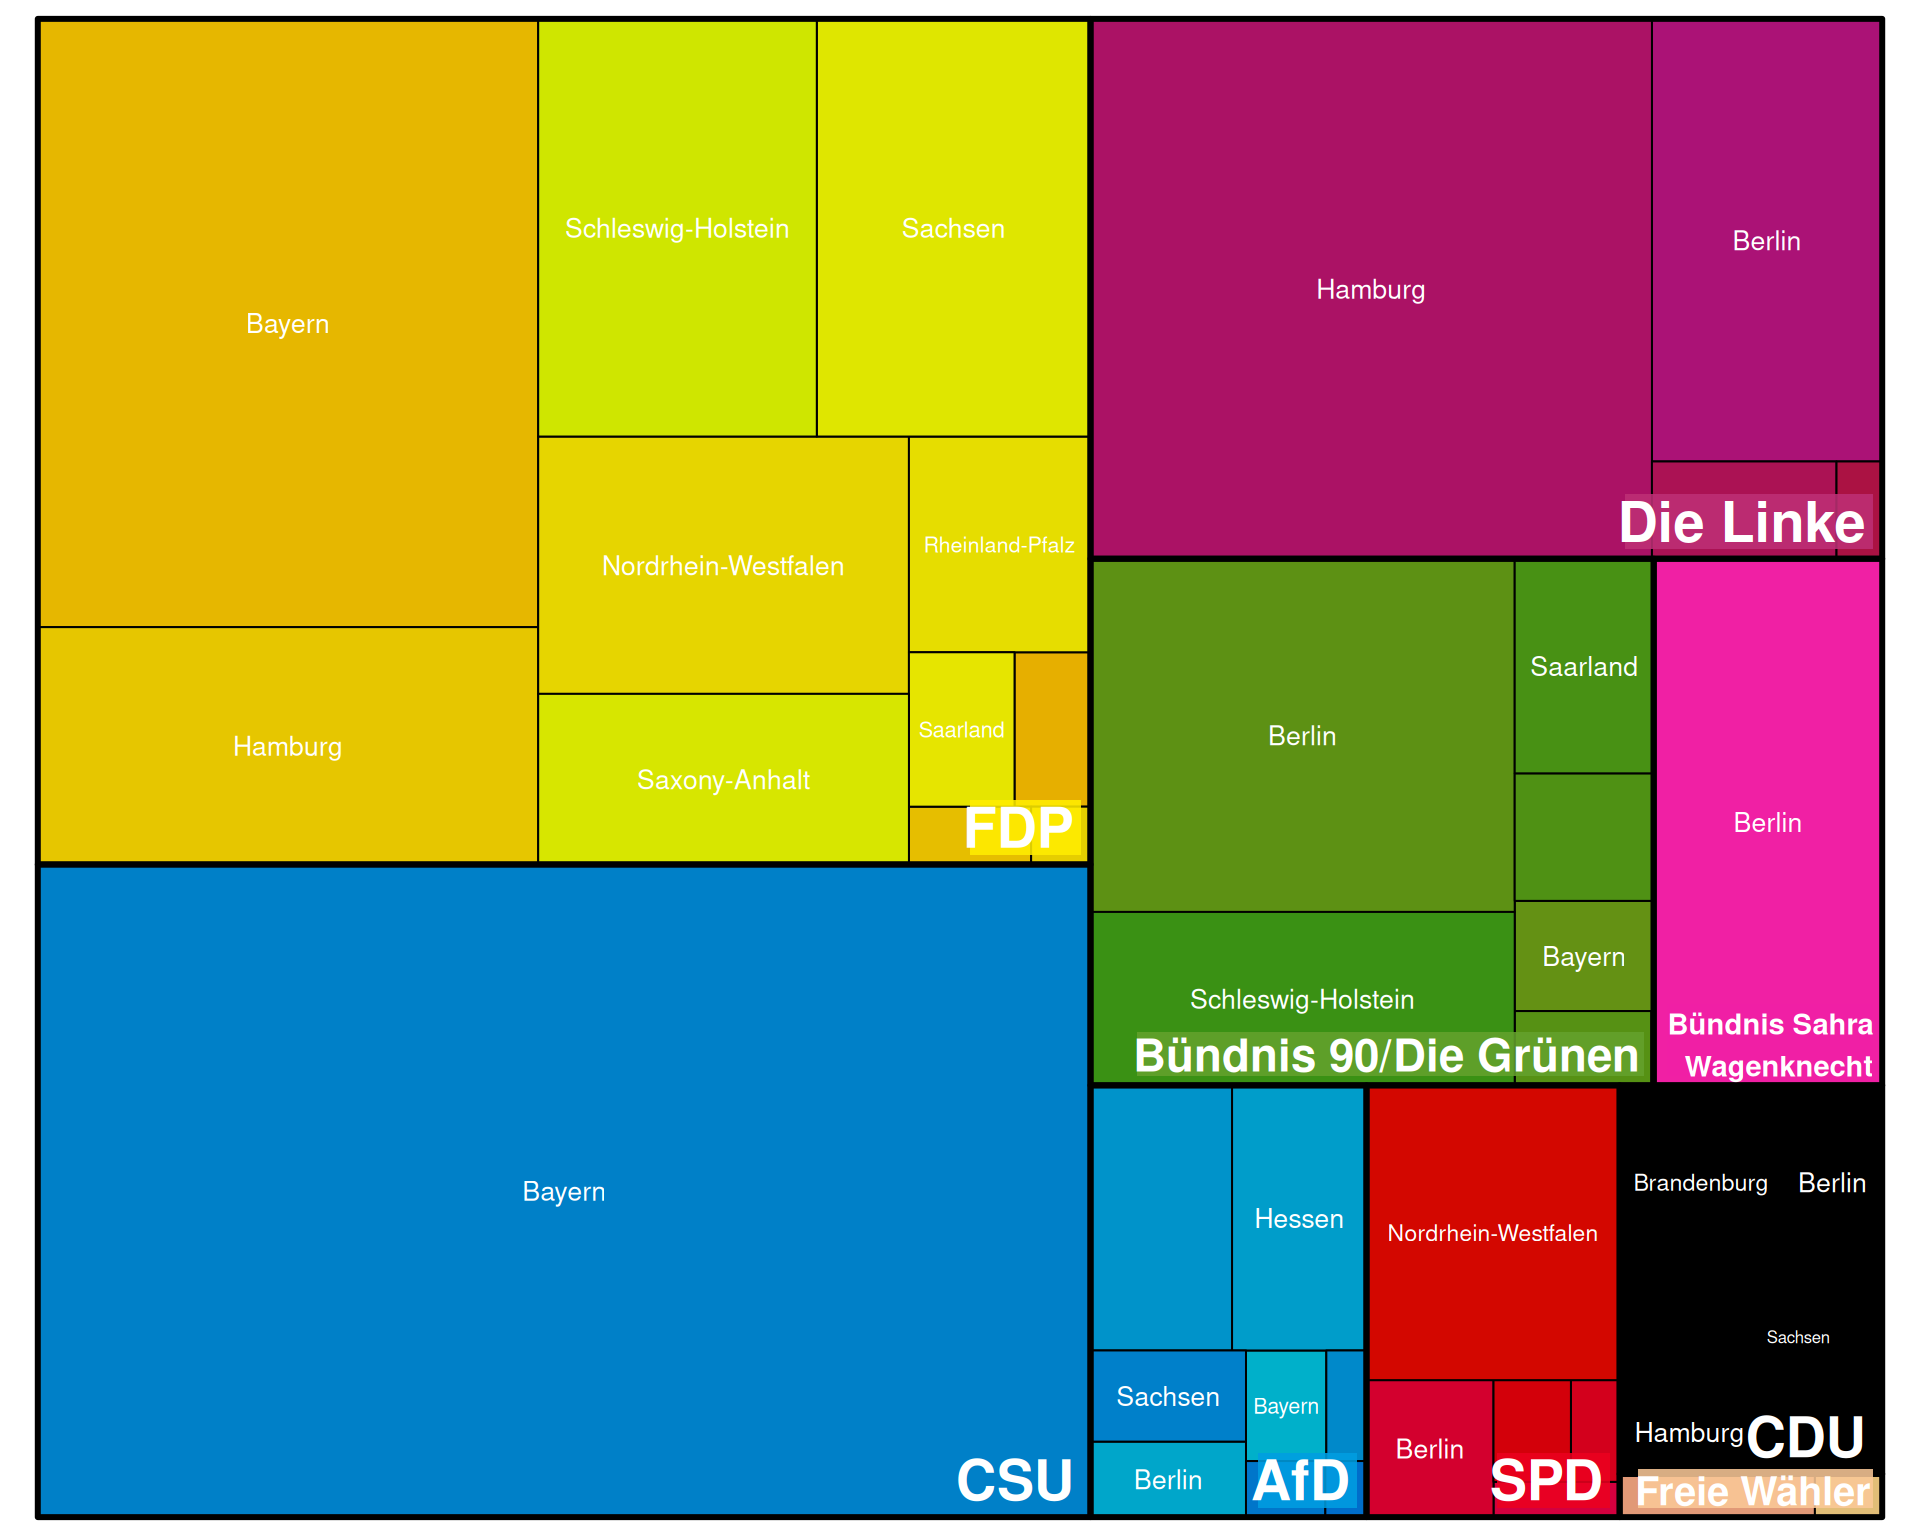 Bayern
Schleswig-Holstein
Sachsen
Nordrhein-Westfalen
Rheinland-Pfalz
Hamburg
Saxony-Anhalt
Saarland
FDP
Bayern
CSU
Hamburg
Berlin
Die Linke
Berlin
Saarland
Bayern
Schleswig-Holstein
Bündnis 90/Die Grünen
Berlin
Bündnis Sahra
Wagenknecht
Hessen
Sachsen
Bayern
Berlin
AfD
Nordrhein-Westfalen
Berlin
SPD
Brandenburg
Berlin
Sachsen
Hamburg
CDU
Freie Wähler